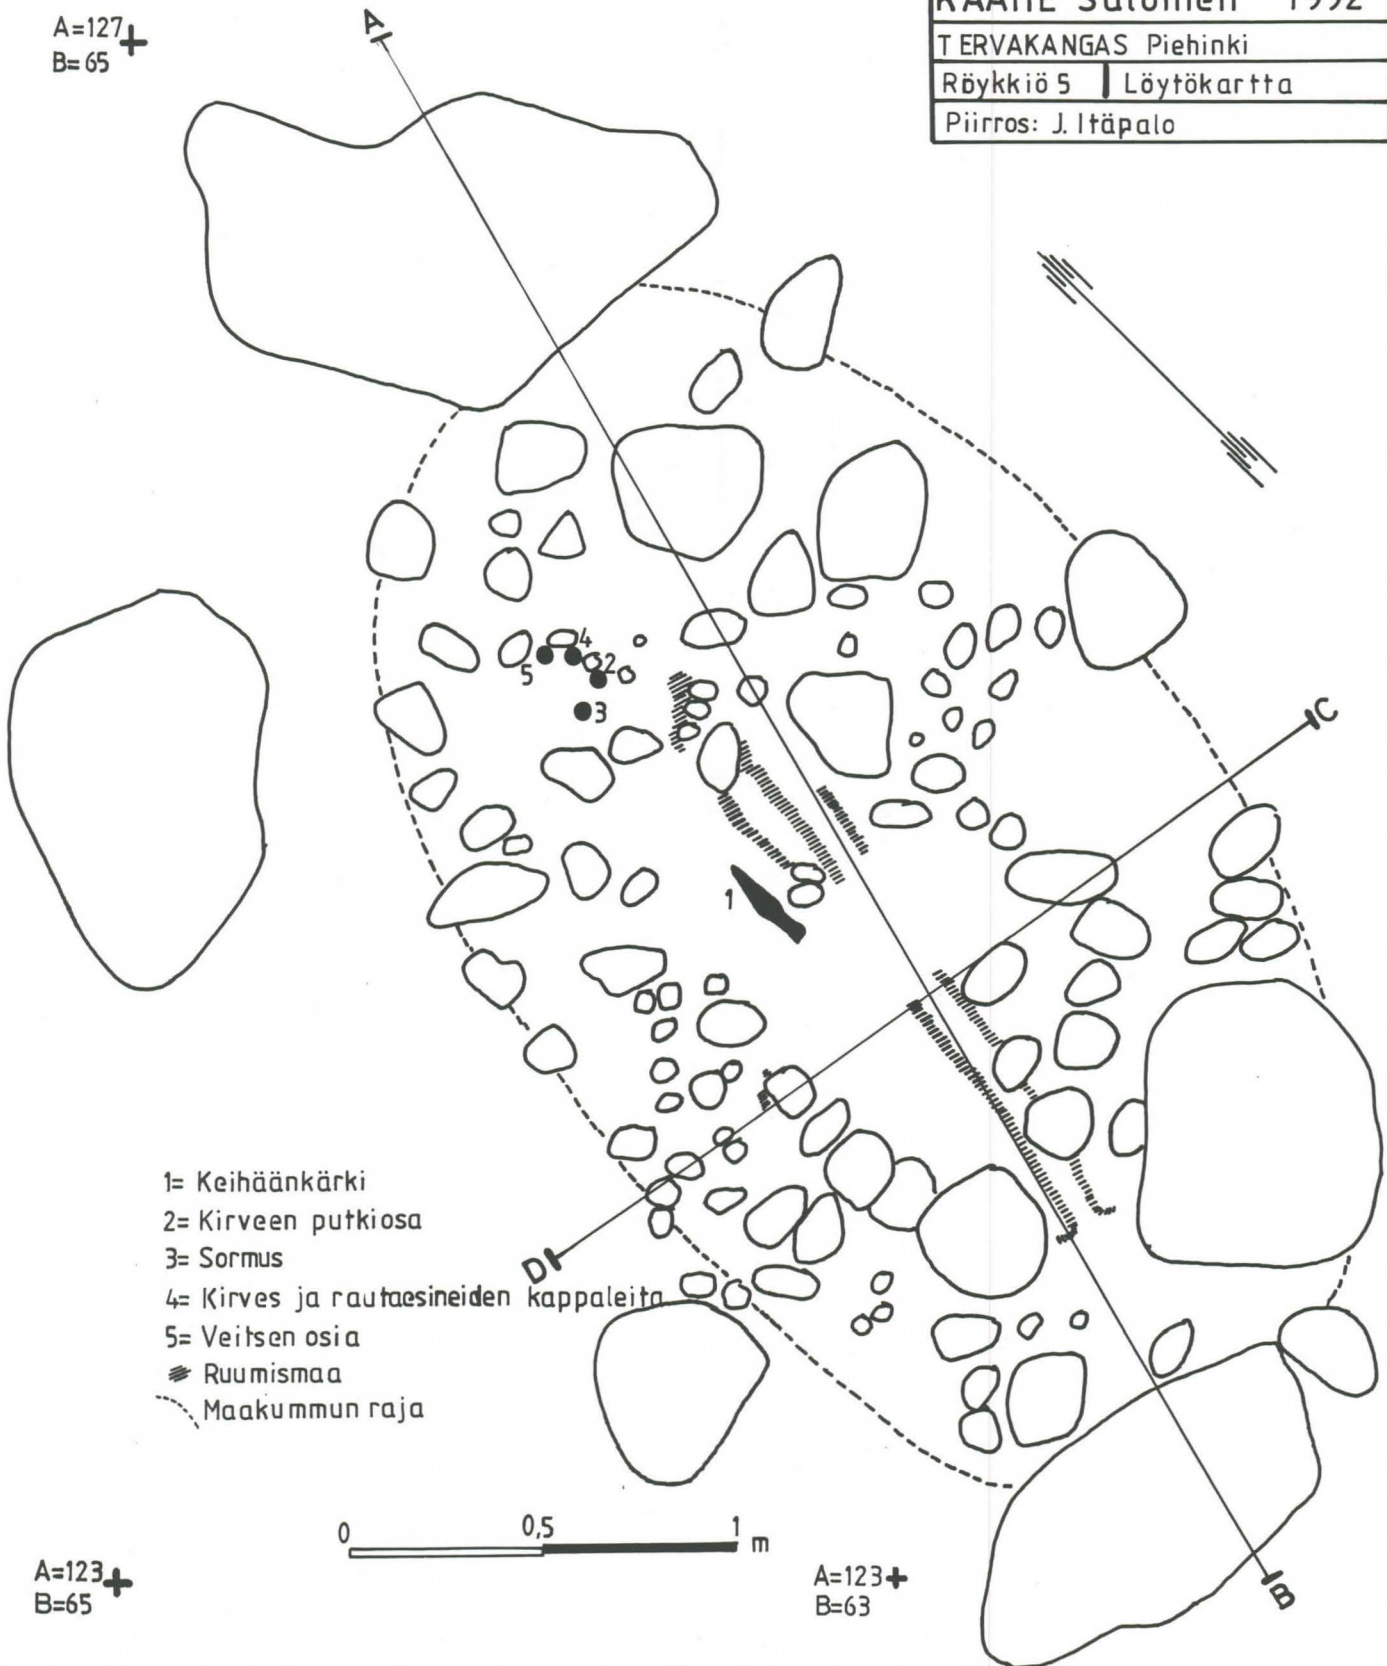 RAAHE Saloinen 1992
TERVAKANGAS Piehinki
Röykkiö 5 Löytökartta
Piirros: J. Itäpalo
A=127
B=65
A
C
4
5
2
3
1
D
1= Keihäänkärki
2= Kirveen putkiosa
3= Sormus
4= Kirves ja rautaesineiden kappaleita
5= Veitsen osia
Ruumismaa
Maakummun raja
0 0,5 1 m
A=123
B=65
A=123
B=63
B